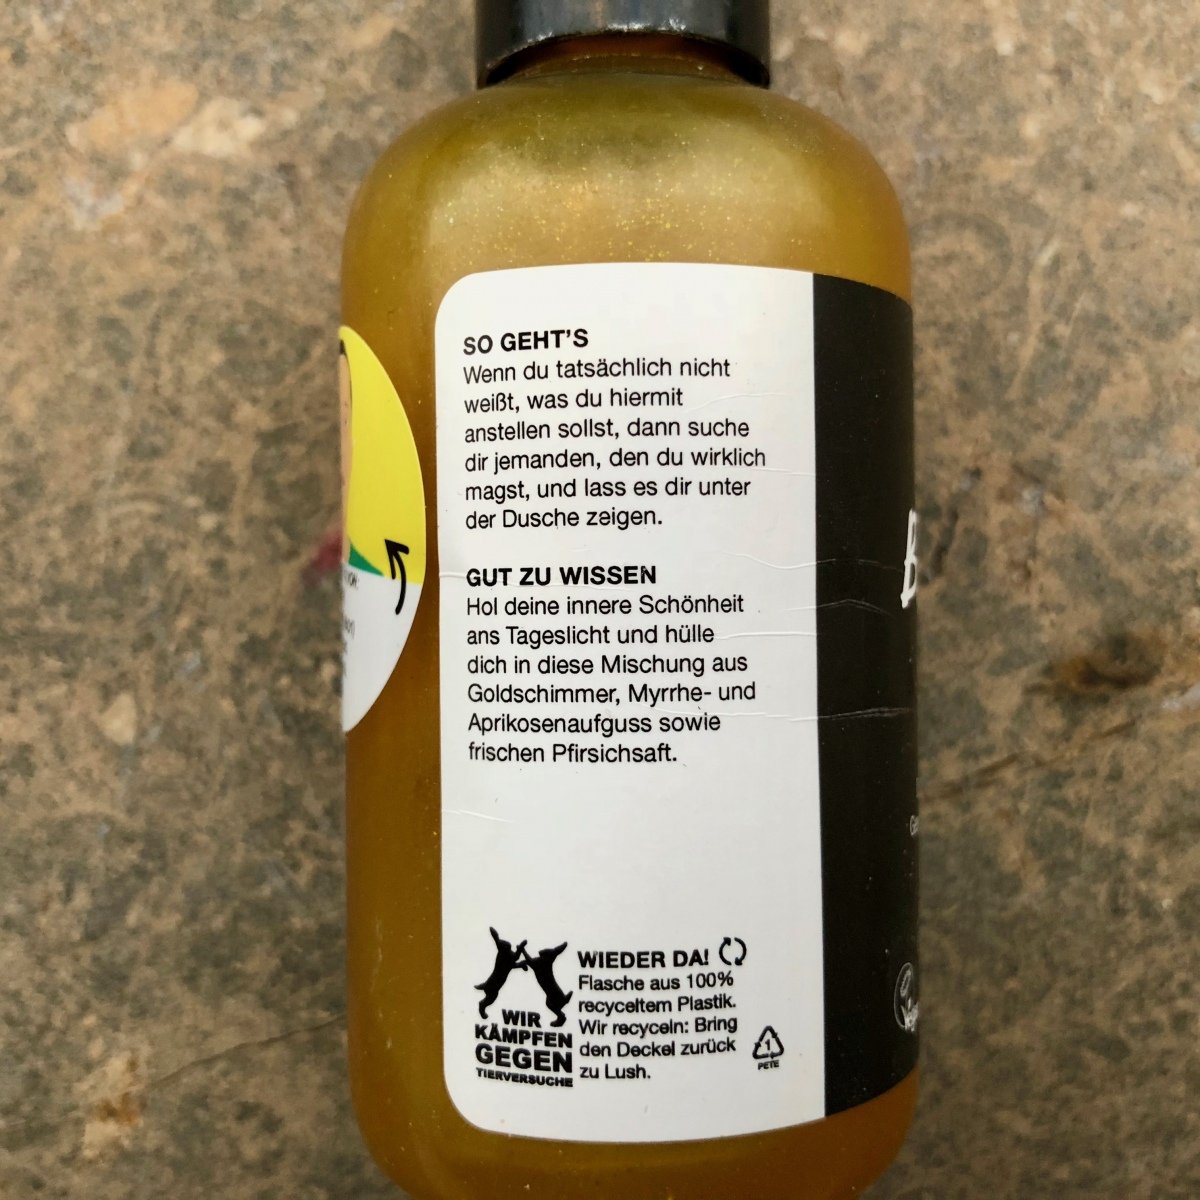 SO GEHT'S
Wenn du tatsächlich nicht
weißt, was du hiermit
anstellen sollst, dann suche
dir jemanden, den du wirklich
magst, und lass es dir unter
der Dusche zeigen.
GUT ZU WISSEN
Hol deine innere Schönheit
ans Tageslicht und hülle
dich in diese Mischung aus
Goldschimmer, Myrrhe- und
Aprikosenaufguss sowie
frischen Pfirsichsaft.
WIR
KÄMPFEN
GEGEN
TIERVERSUCHE
WIEDER DA!
Flasche aus 100%
recyceltem Plastik.
Wir recyceln: Bring
den Deckel zurück
zu Lush.
1
PETE